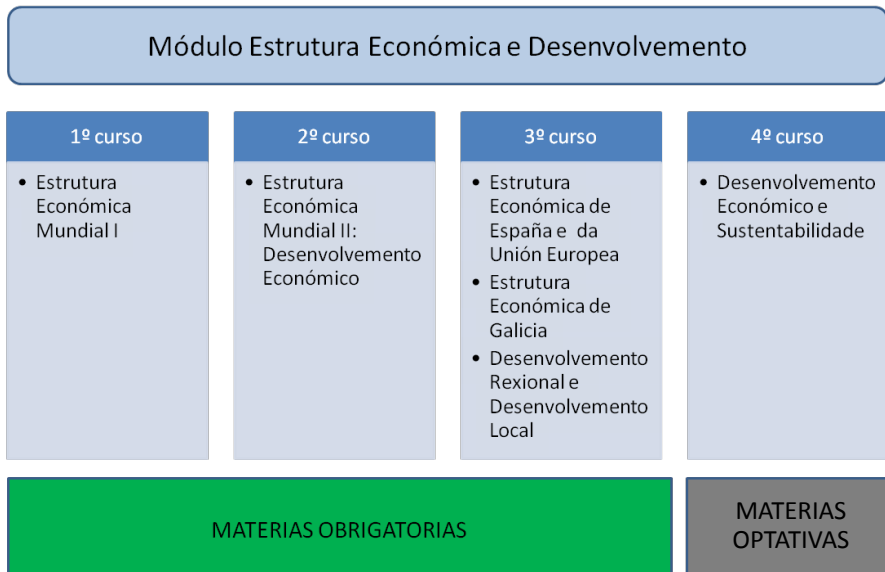 Módulo Estrutura Económica e Desenvolvemento
1º curso
• Estrutura
Económica
Mundial I
2º curso
• Estrutura
Económica
Mundial II:
Desenvolvemento
Económico
3º curso
• Estrutura
Económica de
España e da
Unión Europea
• Estrutura
Económica de
Galicia
• Desenvolvemento
Rexional e
Desenvolvemento
Local
4º curso
• Desenvolvemento
Económico e
Sustentabilidade
MATERIAS OBRIGATORIAS
MATERIAS
OPTATIVAS